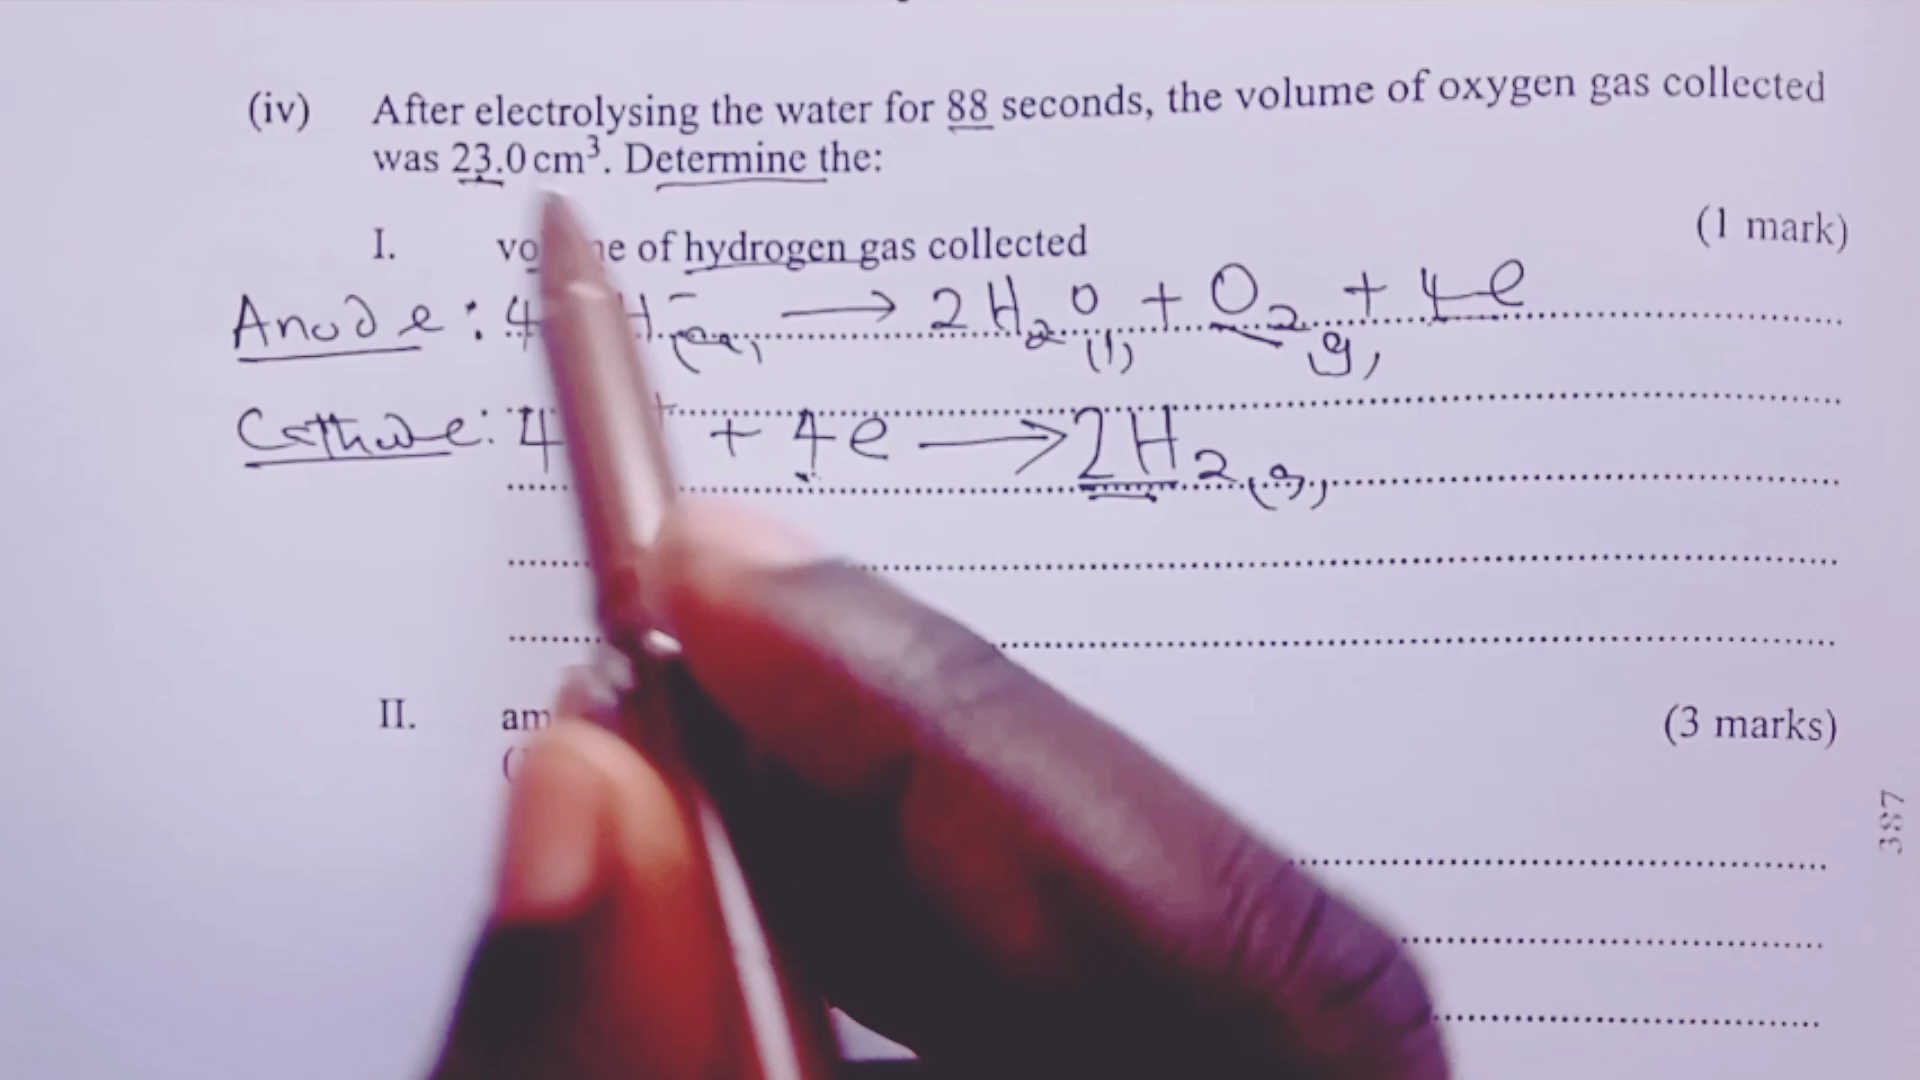 (iv) After electrolysing the water for 88 seconds, the volume of oxygen gas collected
was 23.0 cm³. Determine the:
I. of hydrogen gas collected (1 mark)
Anode: 4 H⁻ → 2H₂O(l) + O₂(g) + 4e
Cathode: 4 + + 4e → 2H₂(g)
II. (3 marks)
387